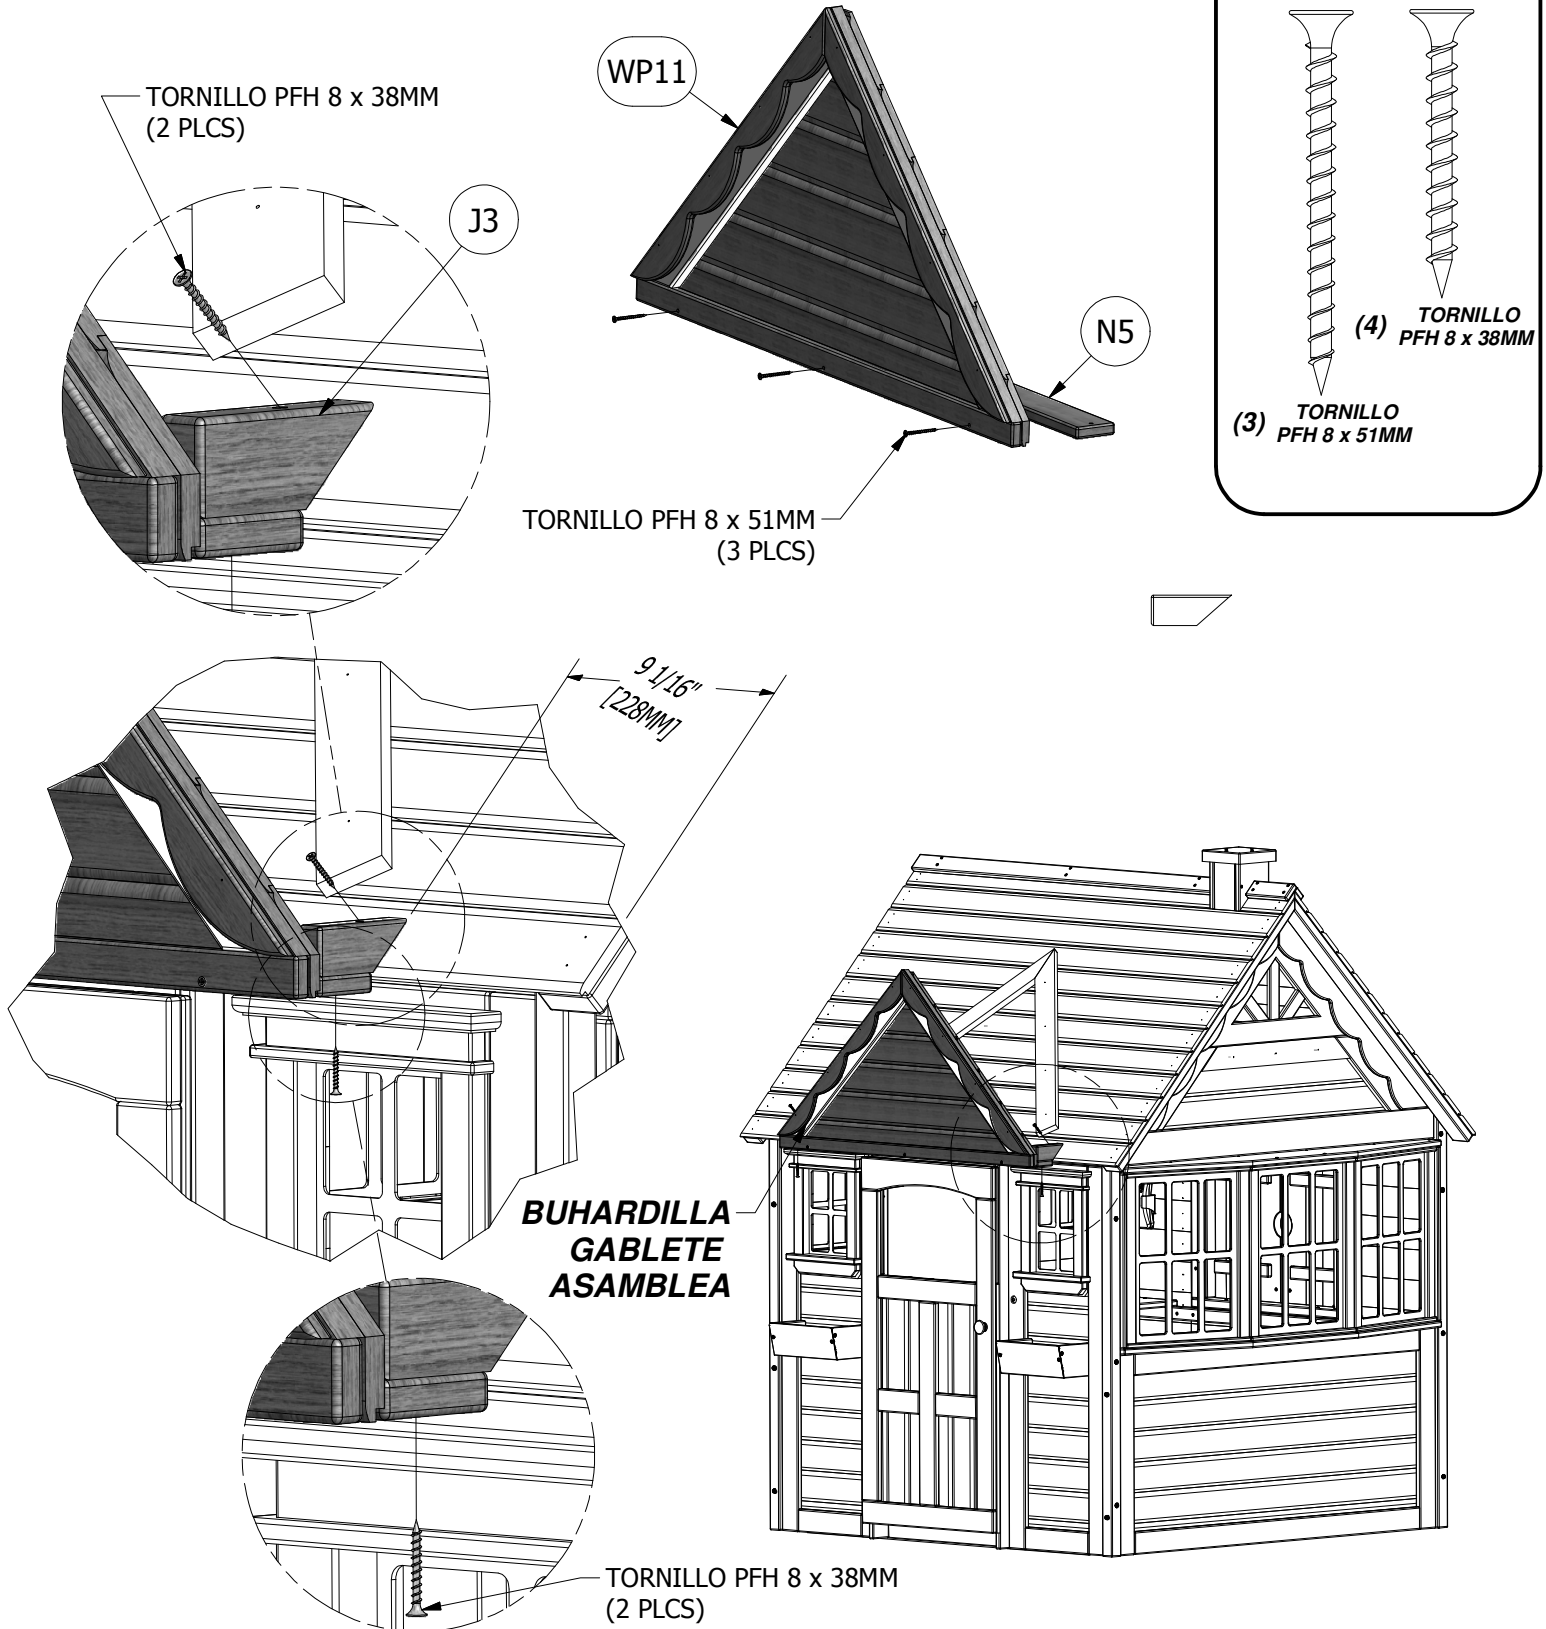 TORNILLO PFH 8 x 38MM
(2 PLCS)
WP11
J3
N5
TORNILLO PFH 8 x 51MM
(3 PLCS)
(4) TORNILLO
PFH 8 x 38MM
(3) TORNILLO
PFH 8 x 51MM
9 1/16"
[228MM]
BUHARDILLA
GABLETE
ASAMBLEA
TORNILLO PFH 8 x 38MM
(2 PLCS)